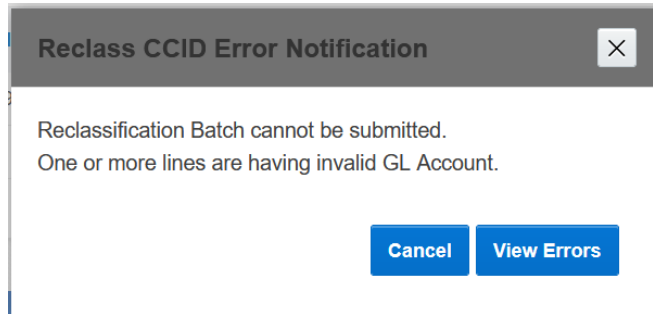 Reclass CCID Error Notification
Reclassification Batch cannot be submitted.
One or more lines are having invalid GL Account.
Cancel
View Errors